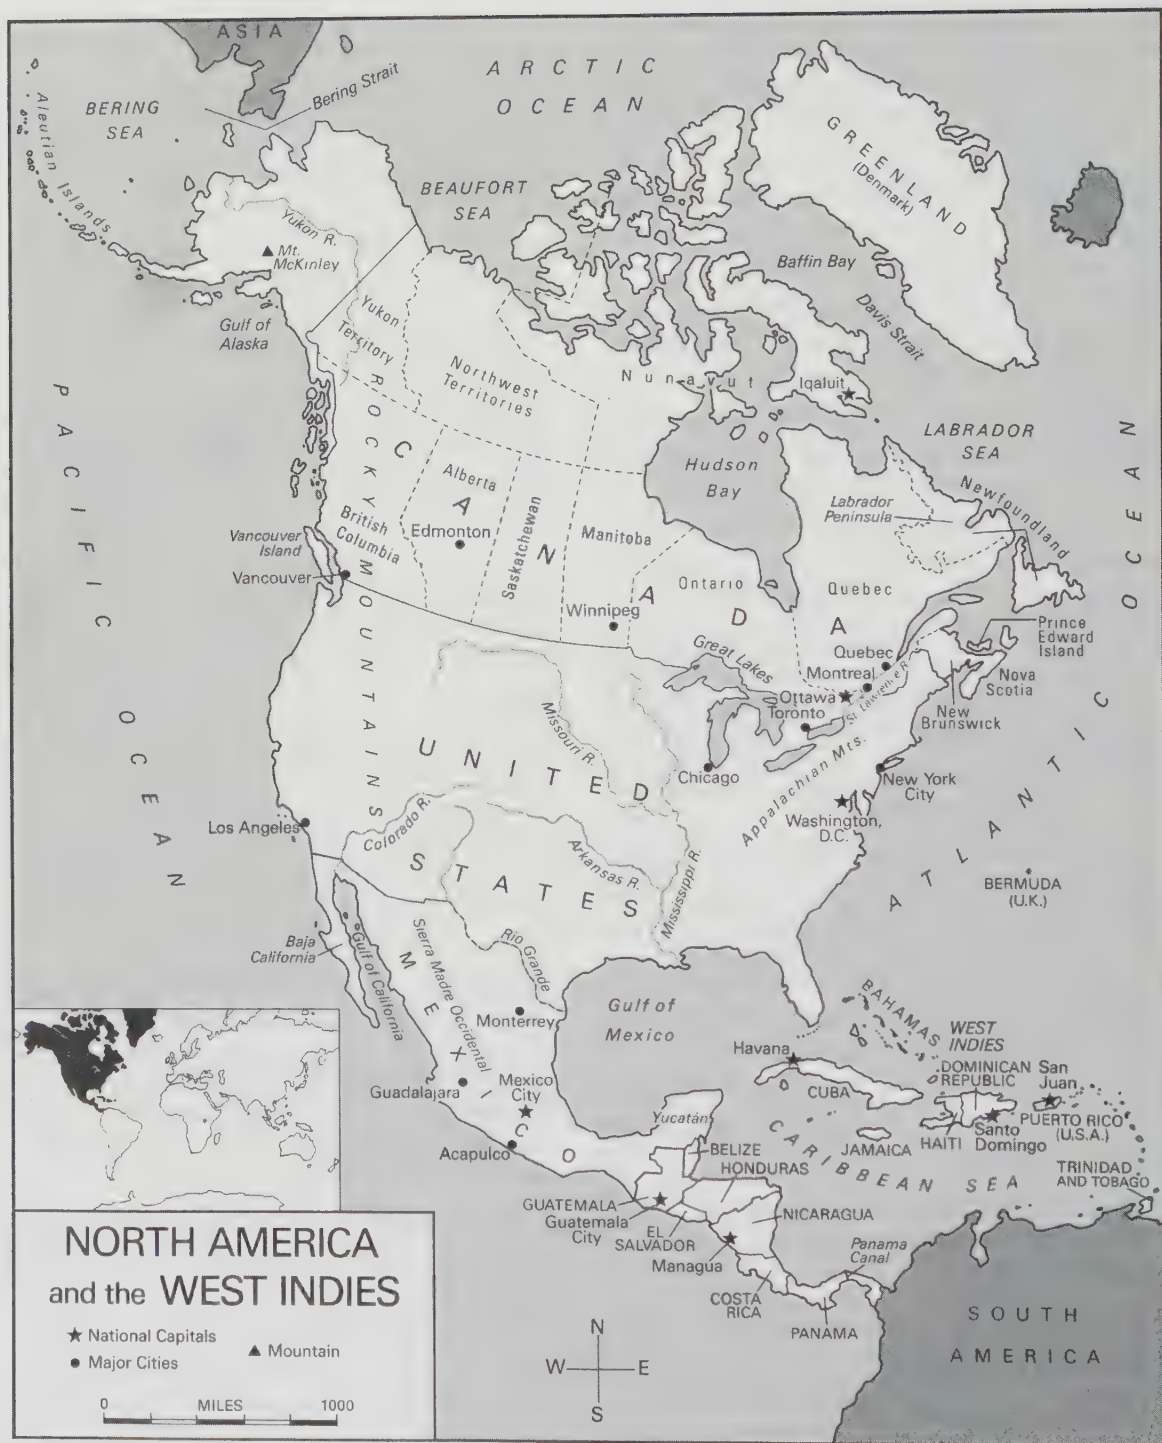 ASIA
ARCTIC
OCEAN
Bering Strait
BERING
SEA
Aleutian Islands
BEAUFORT
SEA
GREENLAND
(Denmark)
Yukon R.
Mt.
McKinley
Baffin Bay
Davis Strait
Gulf of
Alaska
Yukon
Territory
Northwest
Territories
Nunavut
Iqaluit
PACIFIC
OCEAN
ROCKY MOUNTAINS
CANADA
LABRADOR
SEA
Hudson
Bay
Newfoundland
Labrador
Peninsula
Alberta
Edmonton
British
Columbia
Saskatchewan
Manitoba
Ontario
Quebec
Vancouver
Island
Vancouver
Winnipeg
Great Lakes
Quebec
Montreal
Ottawa
Toronto
St. Lawrence R.
Prince
Edward
Island
Nova
Scotia
New
Brunswick
ATLANTIC
OCEAN
UNITED
STATES
Missouri R.
Chicago
Appalachian Mts.
New York
City
Washington,
D.C.
Los Angeles
Colorado R.
Arkansas R.
Mississippi R.
BERMUDA
(U.K.)
Baja
California
Gulf of California
Sierra Madre Occidental
MEXICO
Rio Grande
Monterrey
Gulf of
Mexico
BAHAMAS
WEST
INDIES
Havana
CUBA
DOMINICAN
REPUBLIC
San
Juan
Guadalajara
Mexico
City
Yucatán
Acapulco
JAMAICA
HAITI
Santo
Domingo
PUERTO RICO
(U.S.A.)
CARIBBEAN SEA
TRINIDAD
AND TOBAGO
BELIZE
HONDURAS
GUATEMALA
Guatemala
City
EL
SALVADOR
NICARAGUA
Managua
COSTA
RICA
Panama
Canal
PANAMA
SOUTH
AMERICA
NORTH AMERICA
and the WEST INDIES
National Capitals
Major Cities
Mountain
0 MILES 1000
N
W E
S